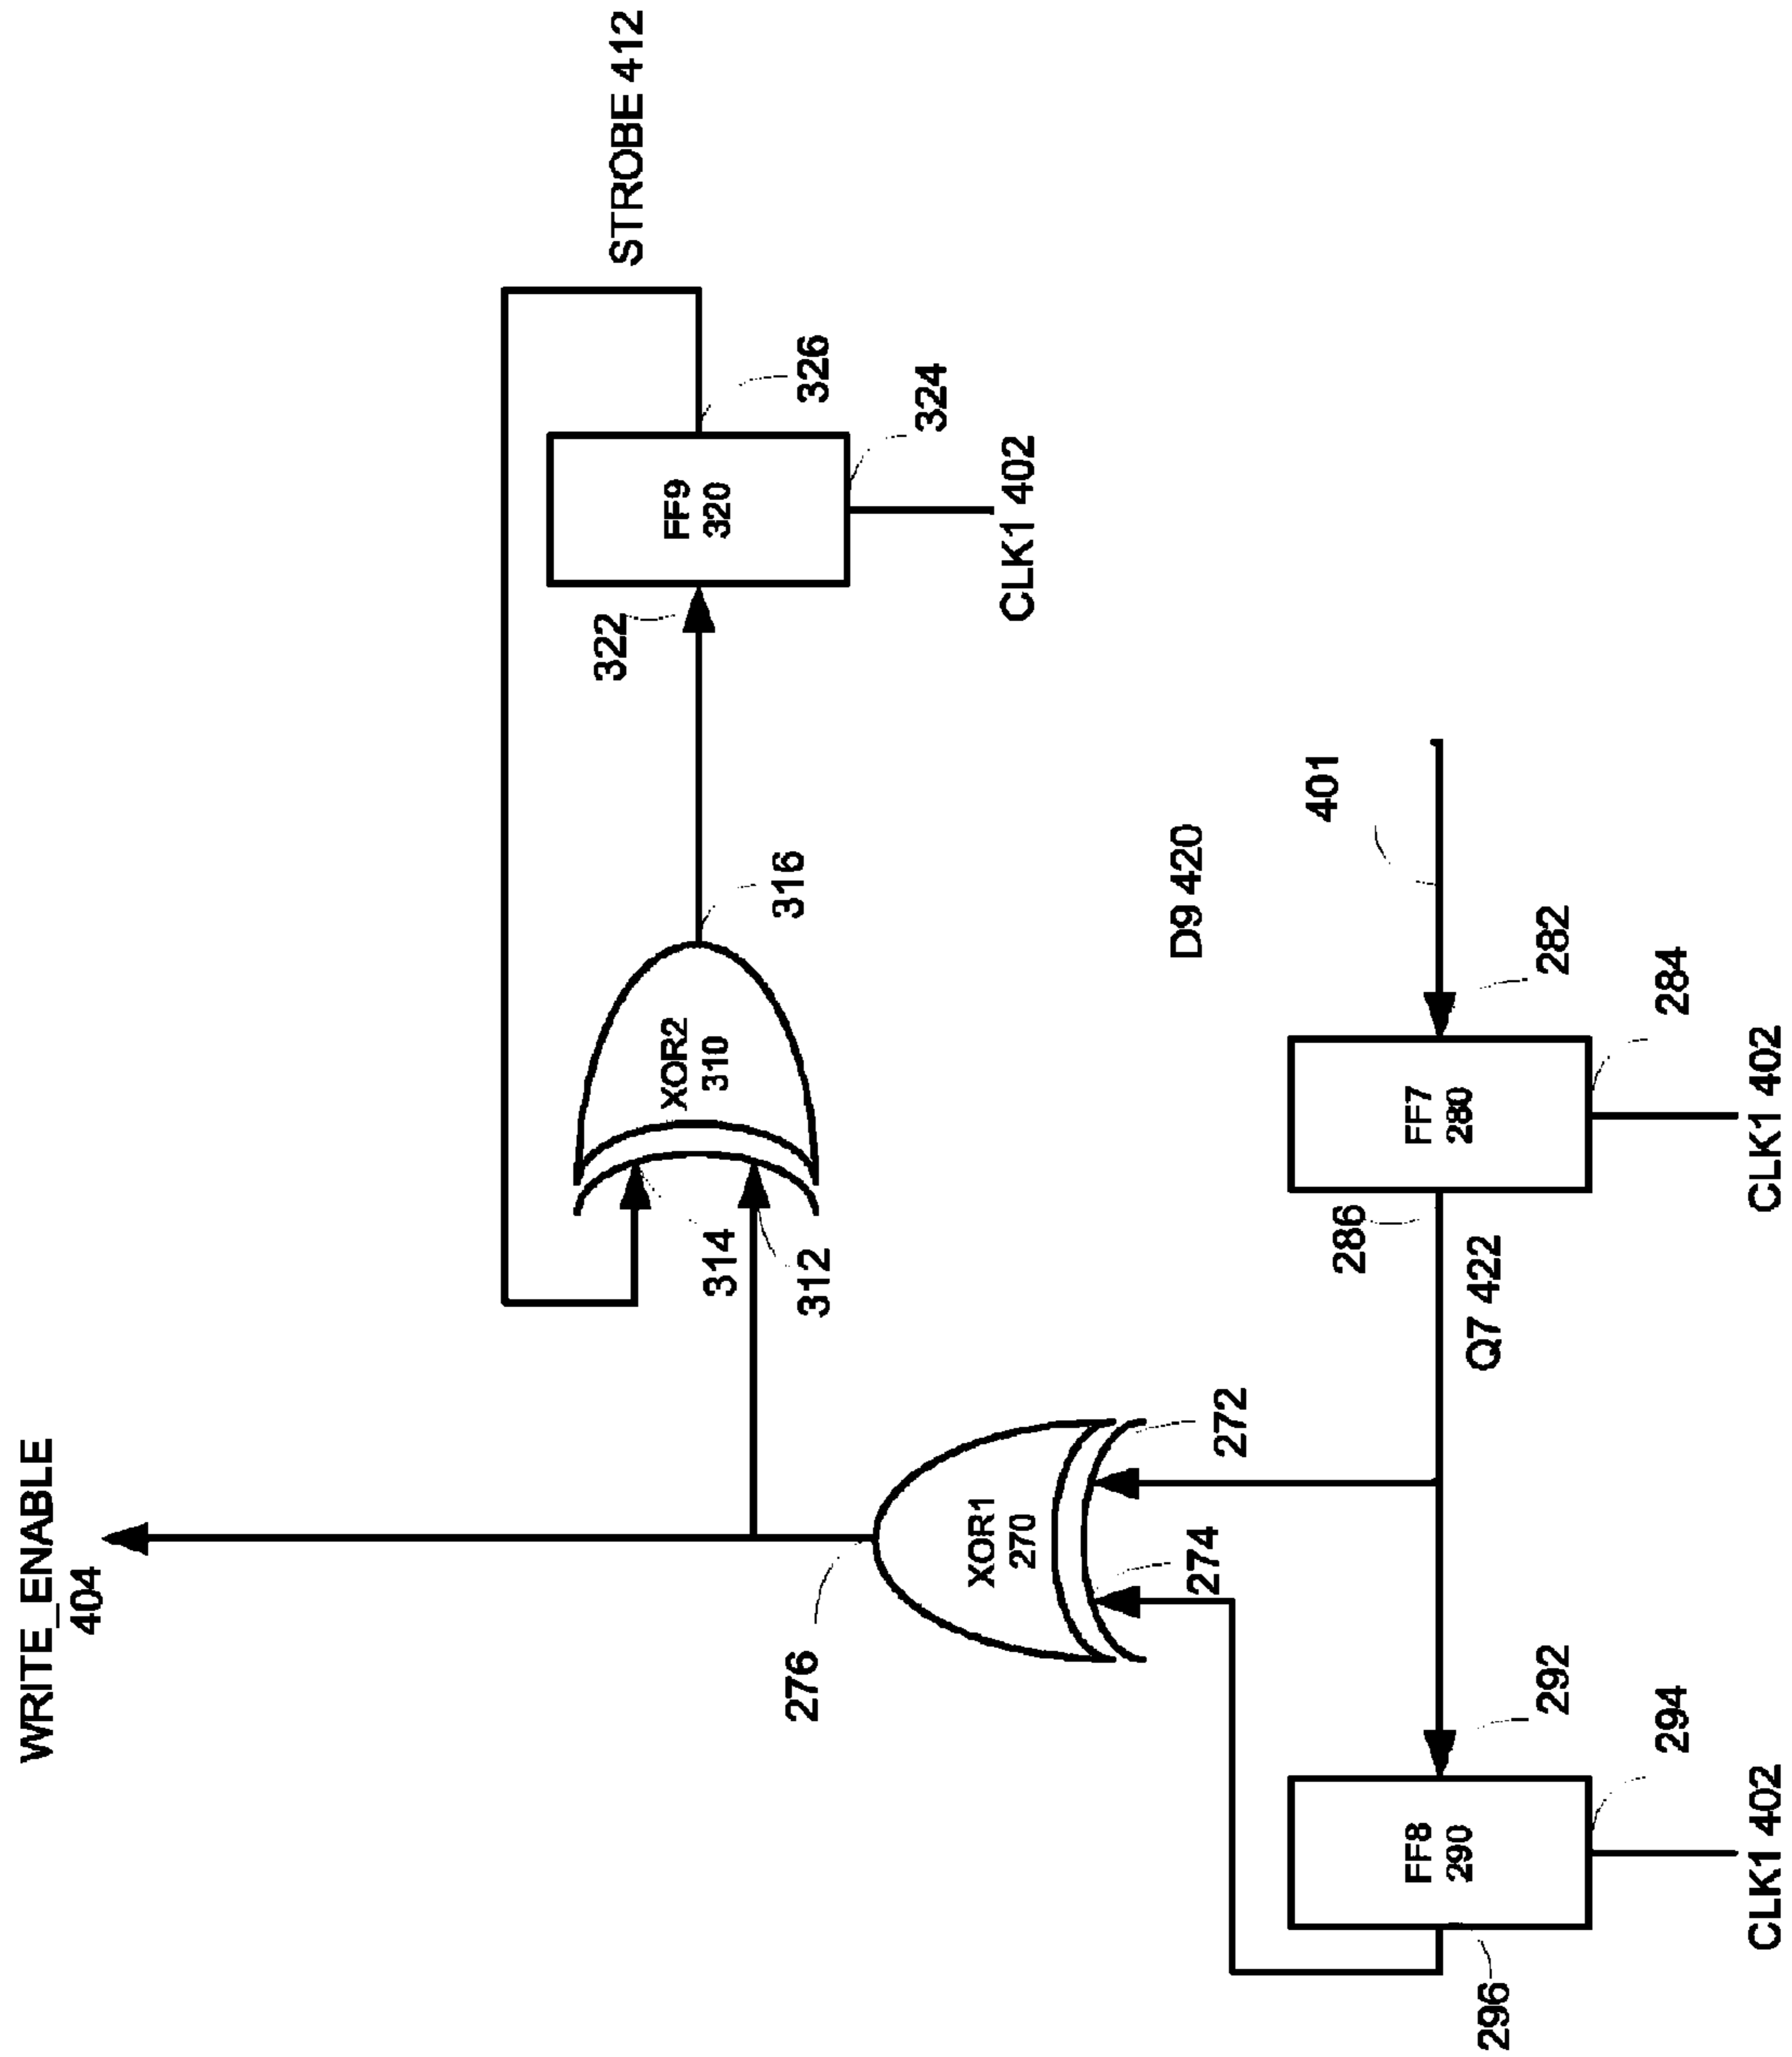 WRITE_ENABLE
404
STROBE 412
XOR2
310
314
312
316
322
FF9
320
326
324
CLK1 402
276
XOR1
270
272
274
D9 420
401
282
FF7
280
284
CLK1 402
286
Q7 422
292
FF8
290
294
CLK1 402
296